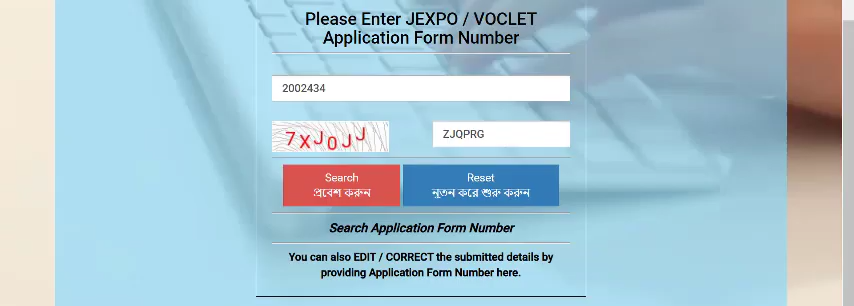 Please Enter JEXPO / VOCLET
Application Form Number
2002434
7XJ0JJ
ZJQPRG
Search
প্রবেশ করুন
Reset
নুতন করে শুরু করুন
Search Application Form Number
You can also EDIT / CORRECT the submitted details by
providing Application Form Number here.